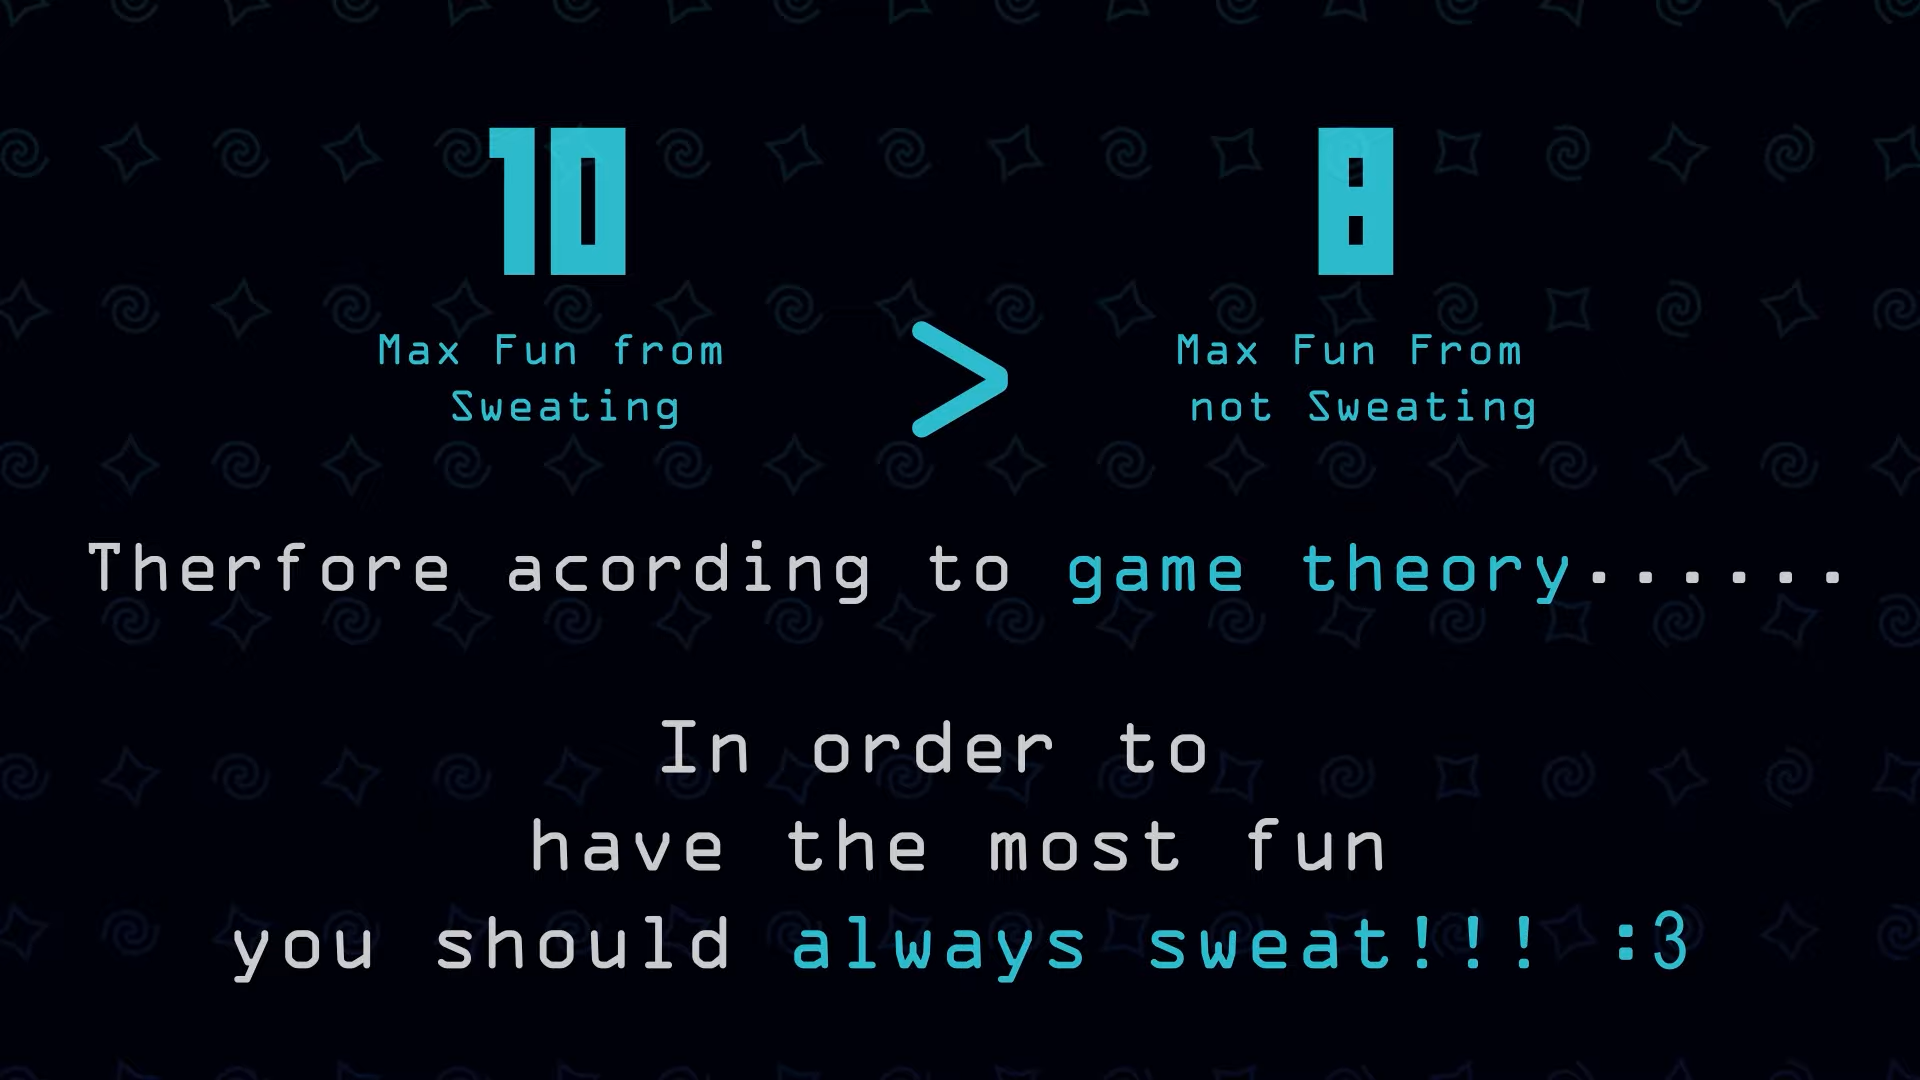 10
8
Max Fun from
Sweating
>
Max Fun From
not Sweating
Therfore acording to game theory......
In order to
have the most fun
you should always sweat!!! :3